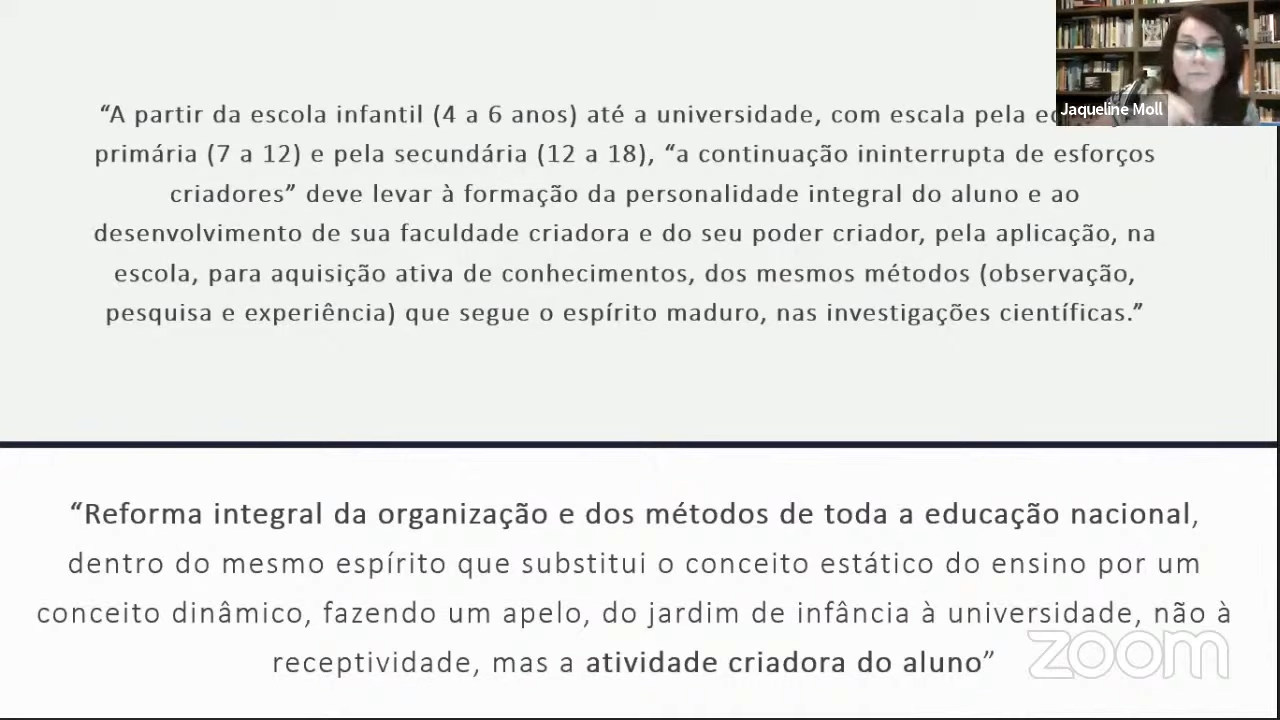 “A partir da escola infantil (4 a 6 anos) até a universidade, com escala pela
primária (7 a 12) e pela secundária (12 a 18), “a continuação ininterrupta de esforços
criadores” deve levar à formação da personalidade integral do aluno e ao
desenvolvimento de sua faculdade criadora e do seu poder criador, pela aplicação, na
escola, para aquisição ativa de conhecimentos, dos mesmos métodos (observação,
pesquisa e experiência) que segue o espírito maduro, nas investigações científicas.”
Jaqueline Moll
“Reforma integral da organização e dos métodos de toda a educação nacional,
dentro do mesmo espírito que substitui o conceito estático do ensino por um
conceito dinâmico, fazendo um apelo, do jardim de infância à universidade, não à
receptividade, mas a atividade criadora do aluno”
zoom